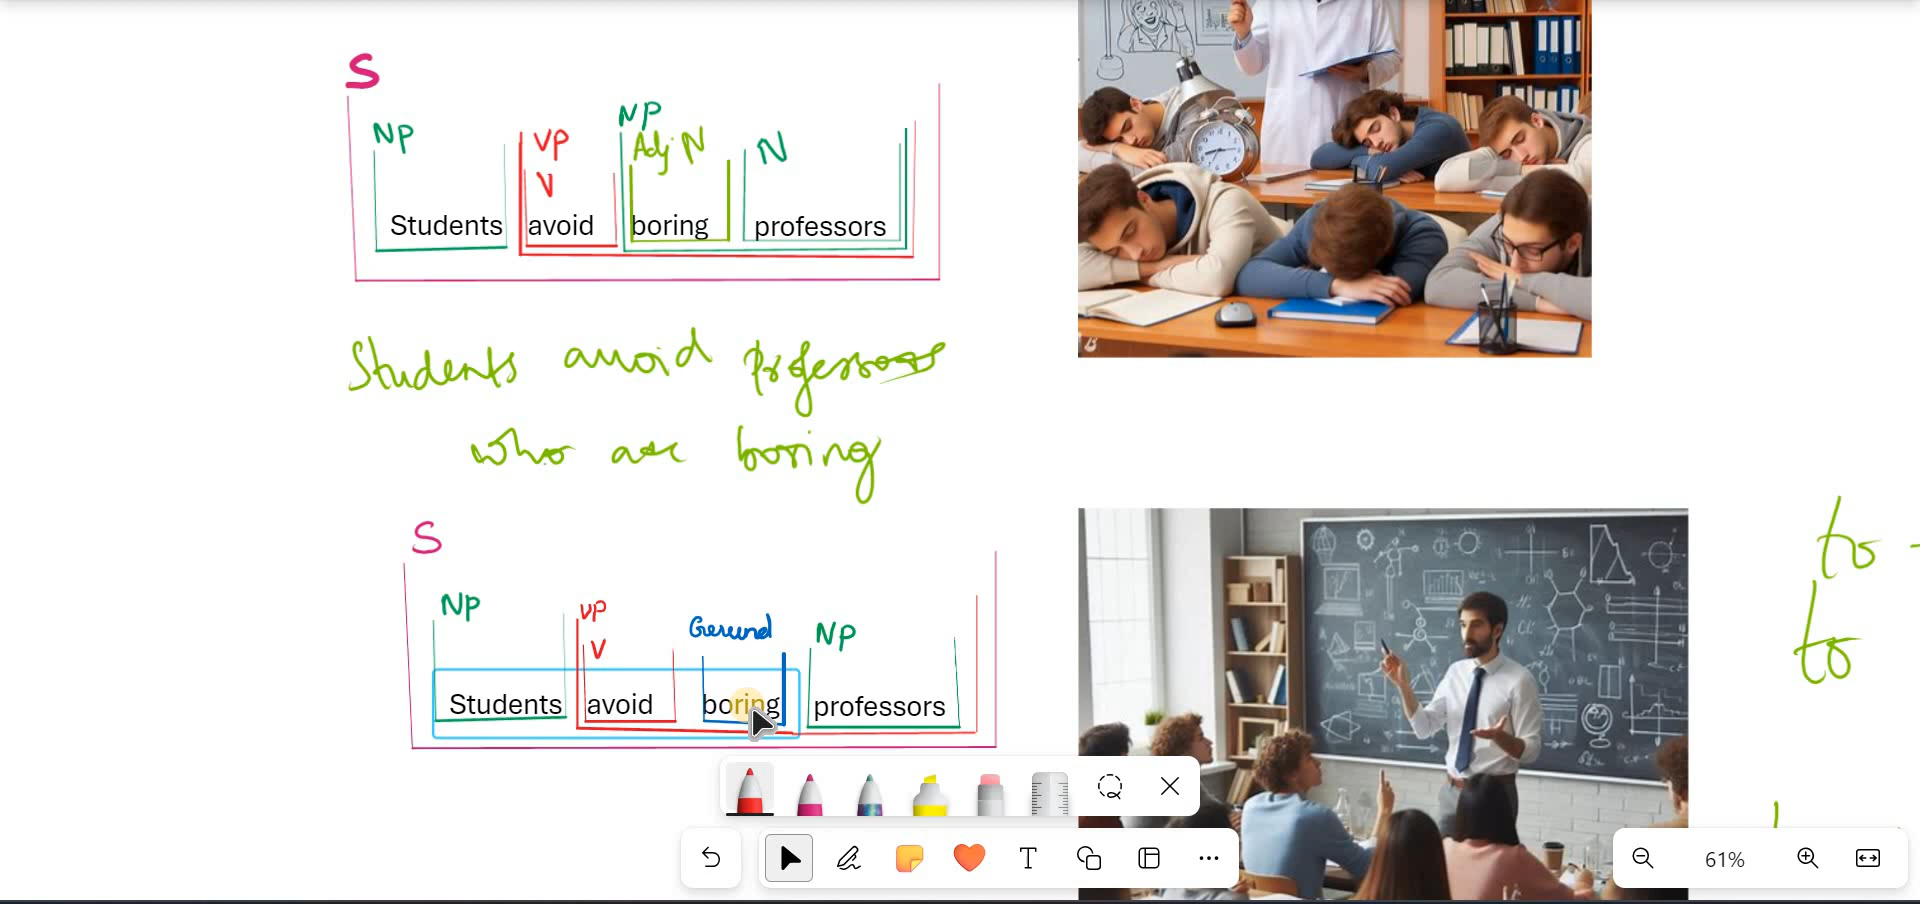 S
NP VP NP
V Adj N N
Students avoid boring professors
Students avoid professors
who are boring
S
NP VP Gerund NP
V
Students avoid boring professors
to
to
T
61%